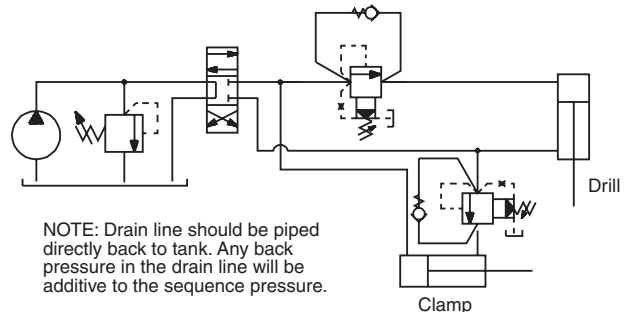 Drill
NOTE: Drain line should be piped
directly back to tank. Any back
pressure in the drain line will be
additive to the sequence pressure.
Clamp